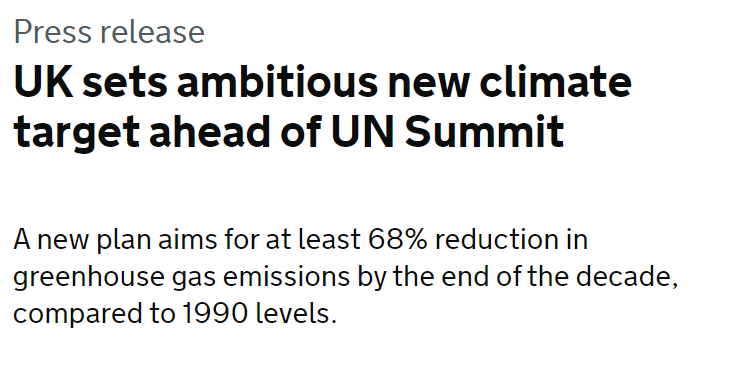 Press release
UK sets ambitious new climate
target ahead of UN Summit
A new plan aims for at least 68% reduction in
greenhouse gas emissions by the end of the decade,
compared to 1990 levels.